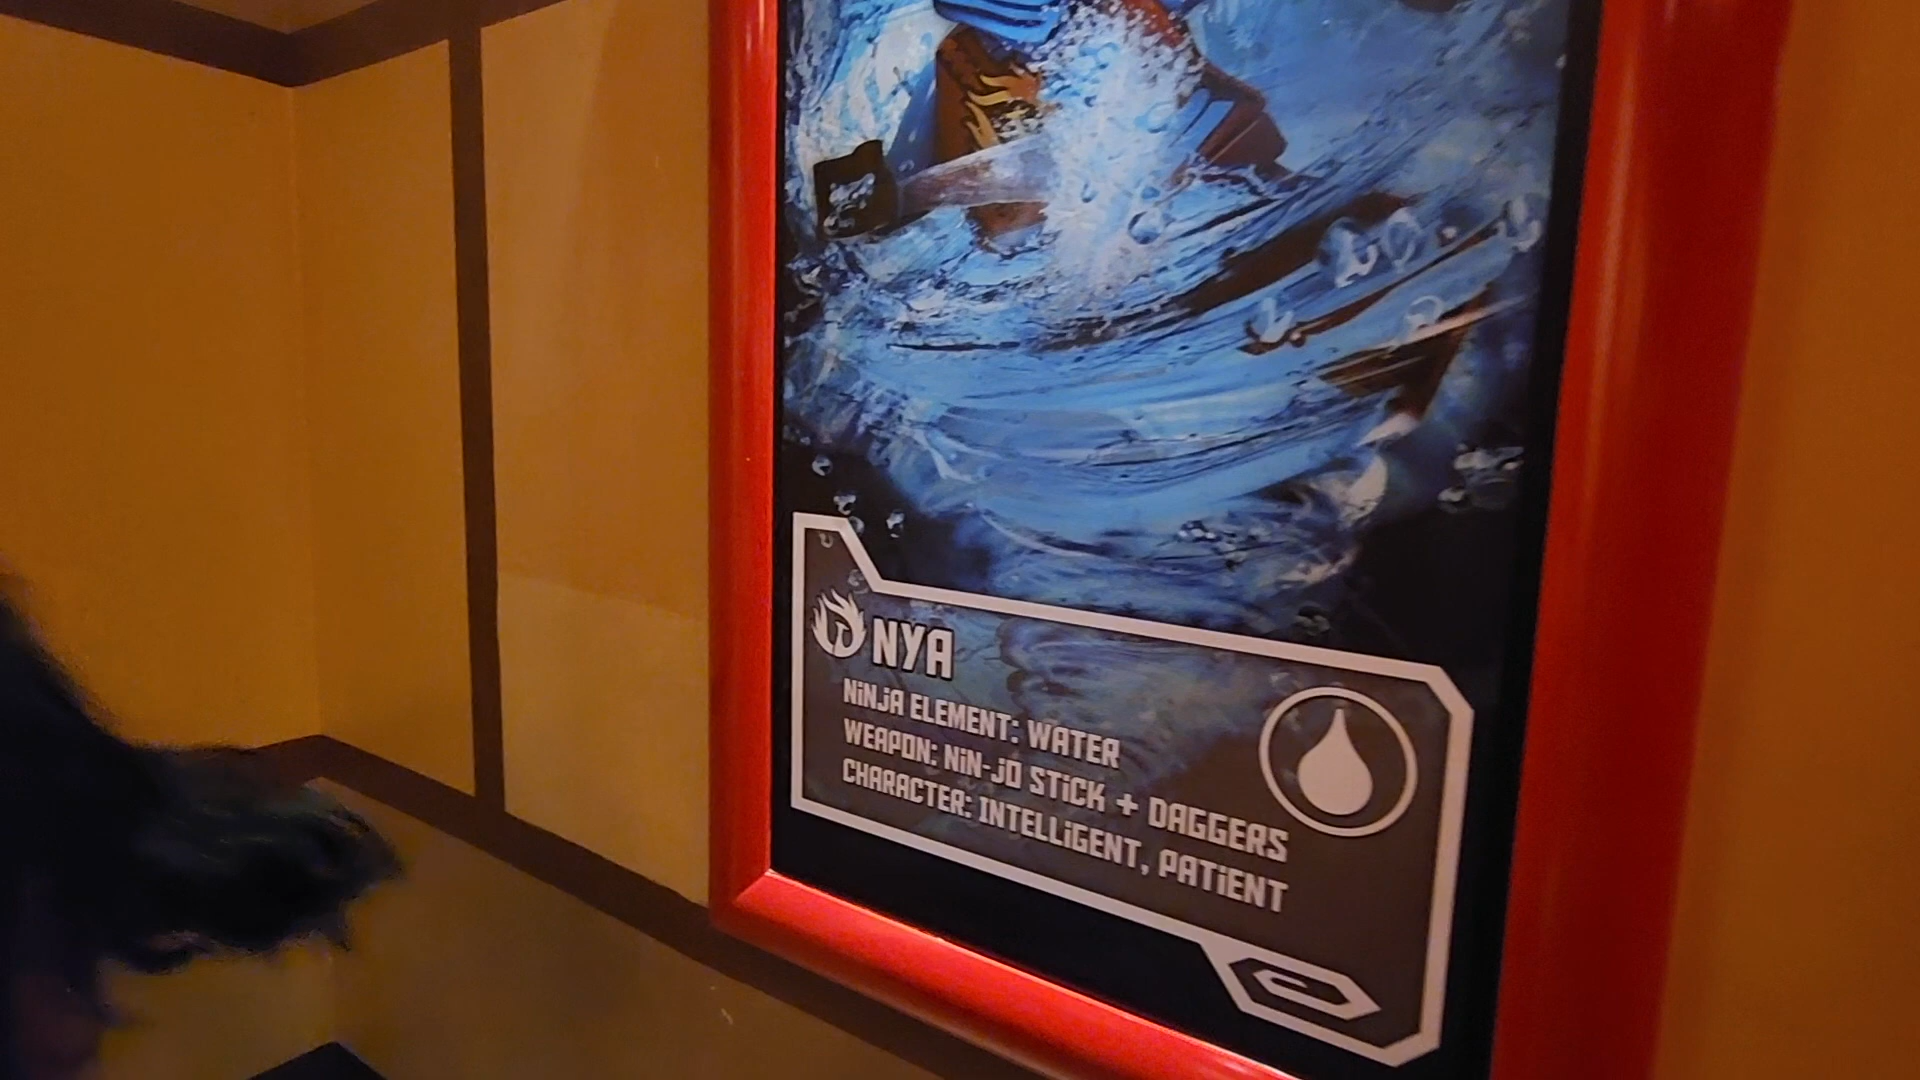 NYA
NiNJA ELEMENT: WATER
WEAPON: NiN-JO STiCK + DAGGERS
CHARACTER: INTELLiGENT, PATiENT